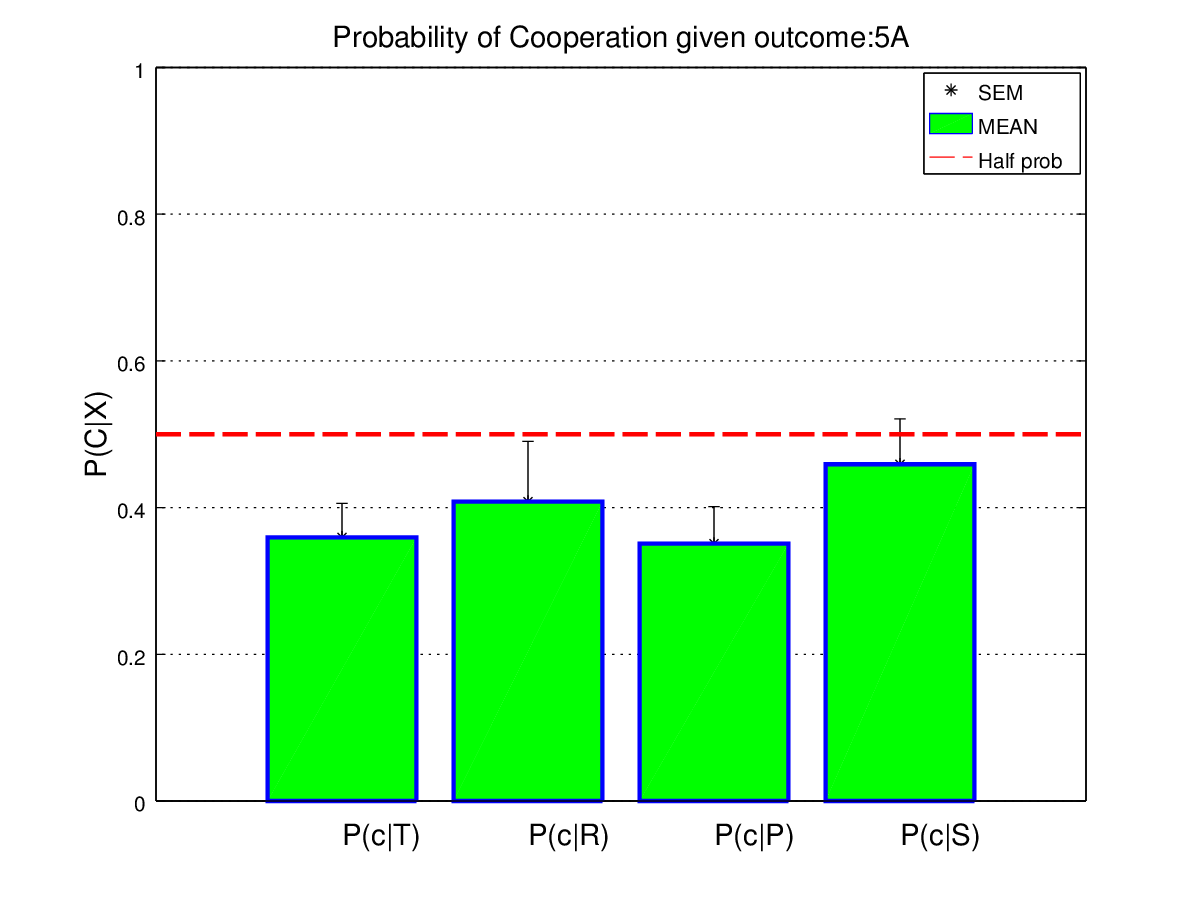 Probability of Cooperation given outcome:5A
1
SEM
MEAN
Half prob
0.8
0.6
P(C|X)
0.4
0.2
0
P(c|T) P(c|R) P(c|P) P(c|S)